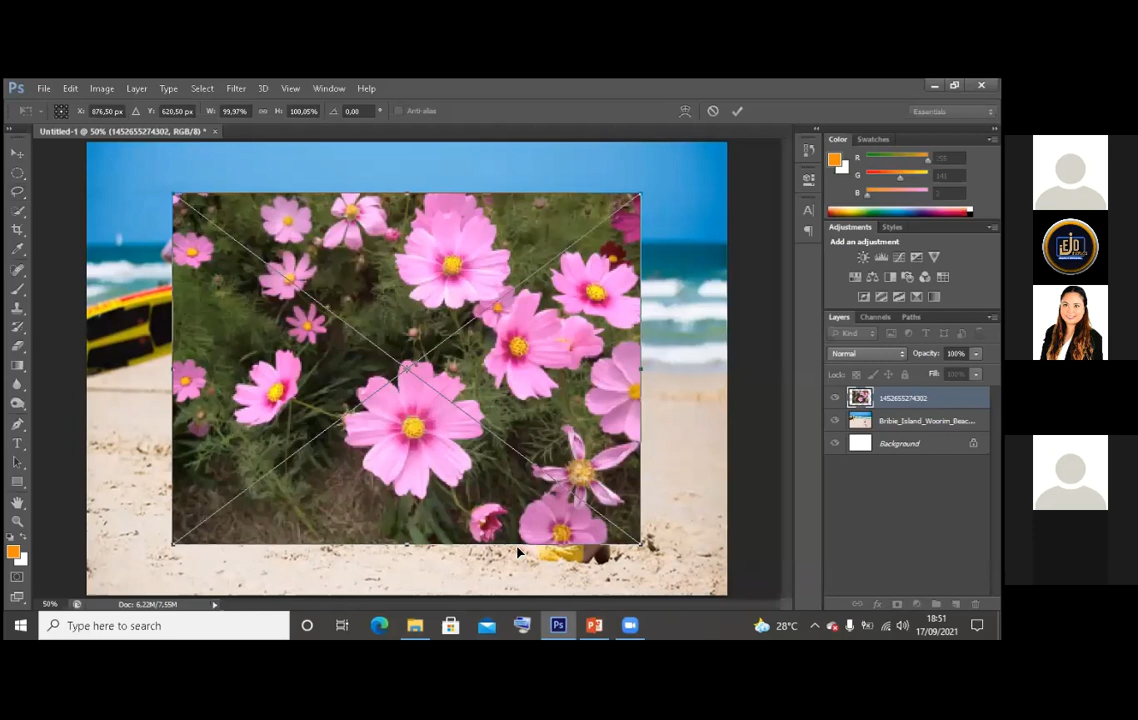 Ps File Edit Image Layer Type Select Filter 3D View Window Help
X: 876,50 px Y: 620,50 px W: 99,97% H: 100,05% 0,00 ° Anti-alias Essentials
Untitled-1 @ 50% (1452655274302, RGB/8) * ×
Color Swatches
R 255
G 141
B 2
Adjustments Styles
Add an adjustment
Layers Channels Paths
Kind
Normal Opacity: 100%
Lock: Fill: 100%
1452655274302
Bribie_Island_Woorim_Beac...
Background
50% Doc: 6,22M/7,55M
Type here to search
28°C
18:51
17/09/2021